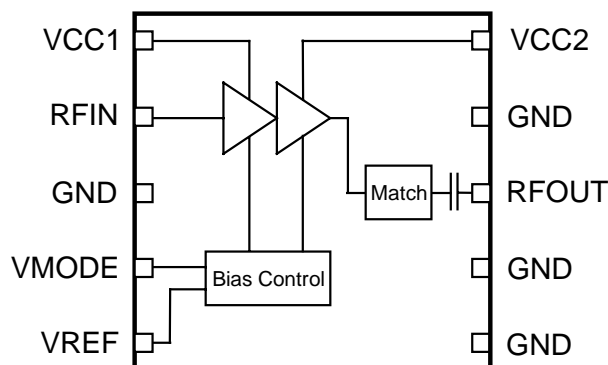 VCC1 VCC2
RFIN GND
GND Match RFOUT
VMODE Bias Control GND
VREF GND